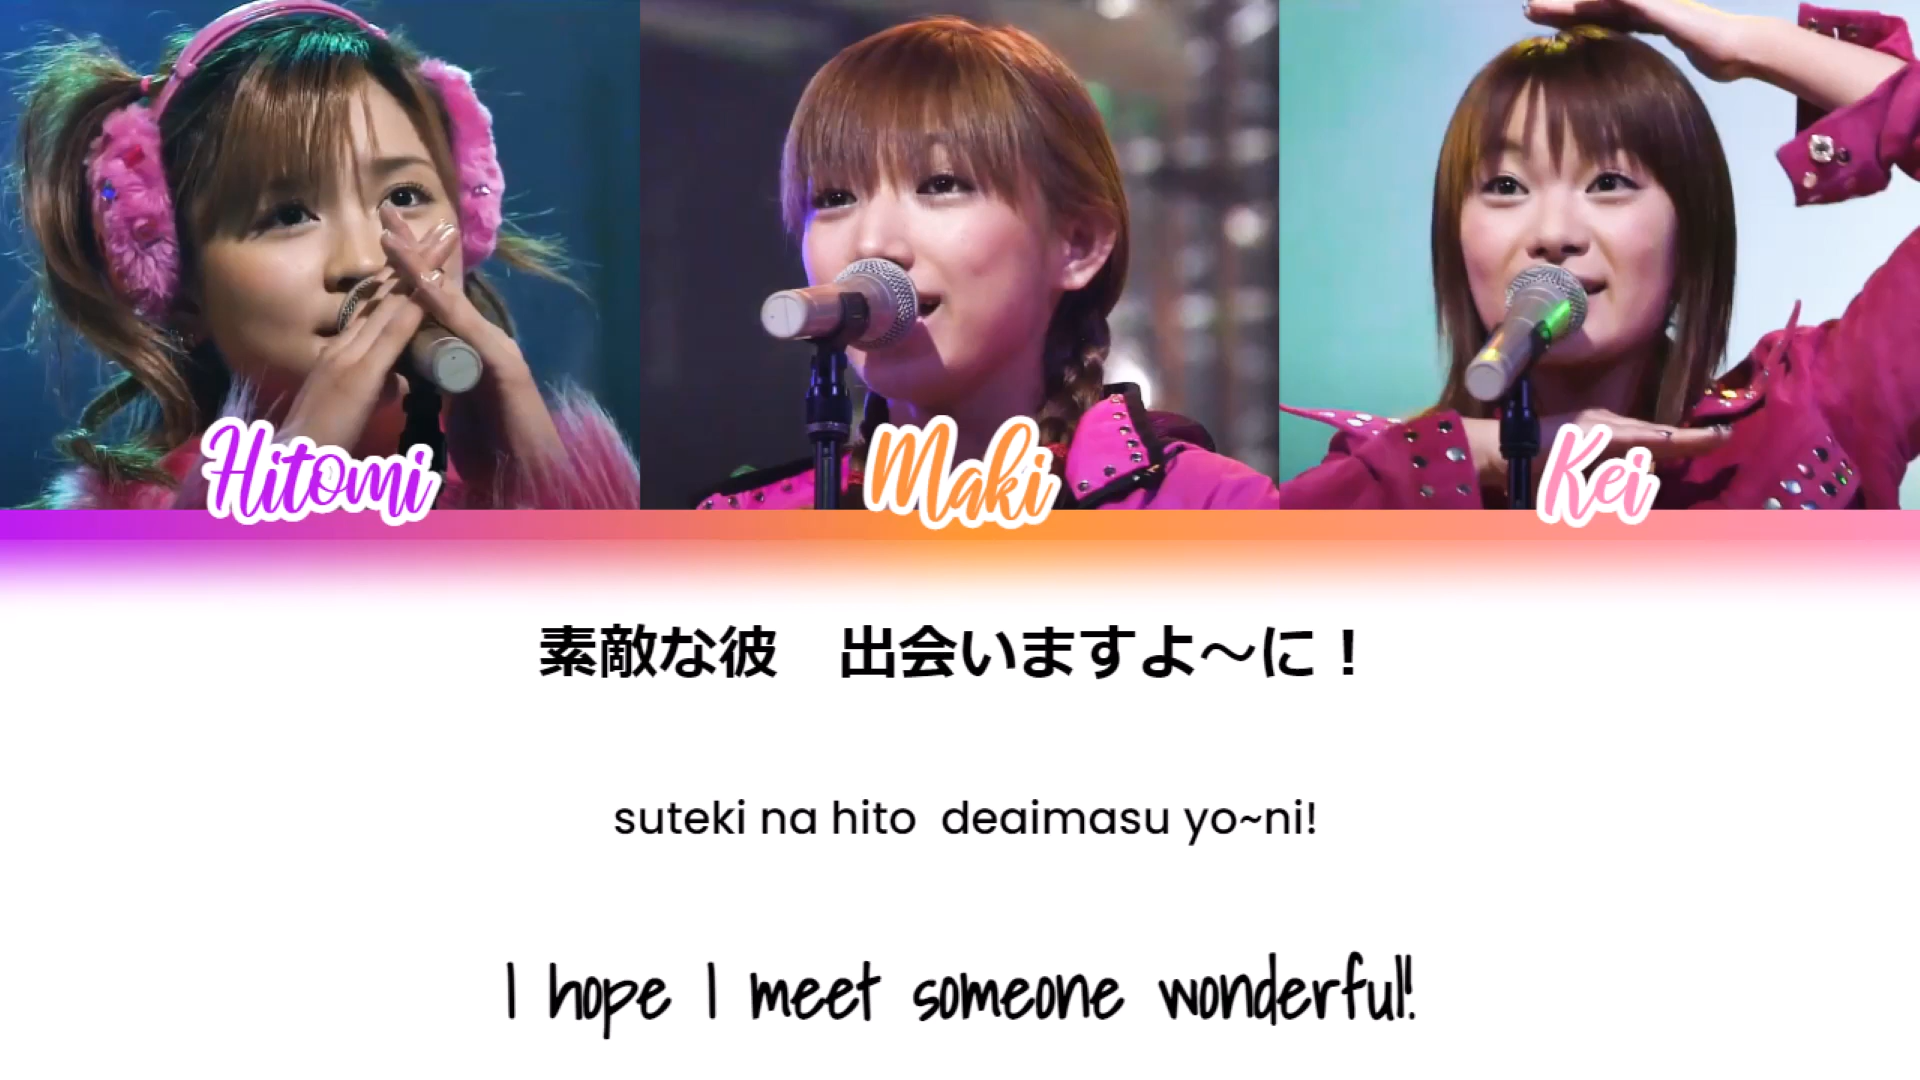 Hitomi
Maki
Kei
素敵な彼　出会いますよ～に！
suteki na hito  deaimasu yo~ni!
I hope I meet someone wonderful!